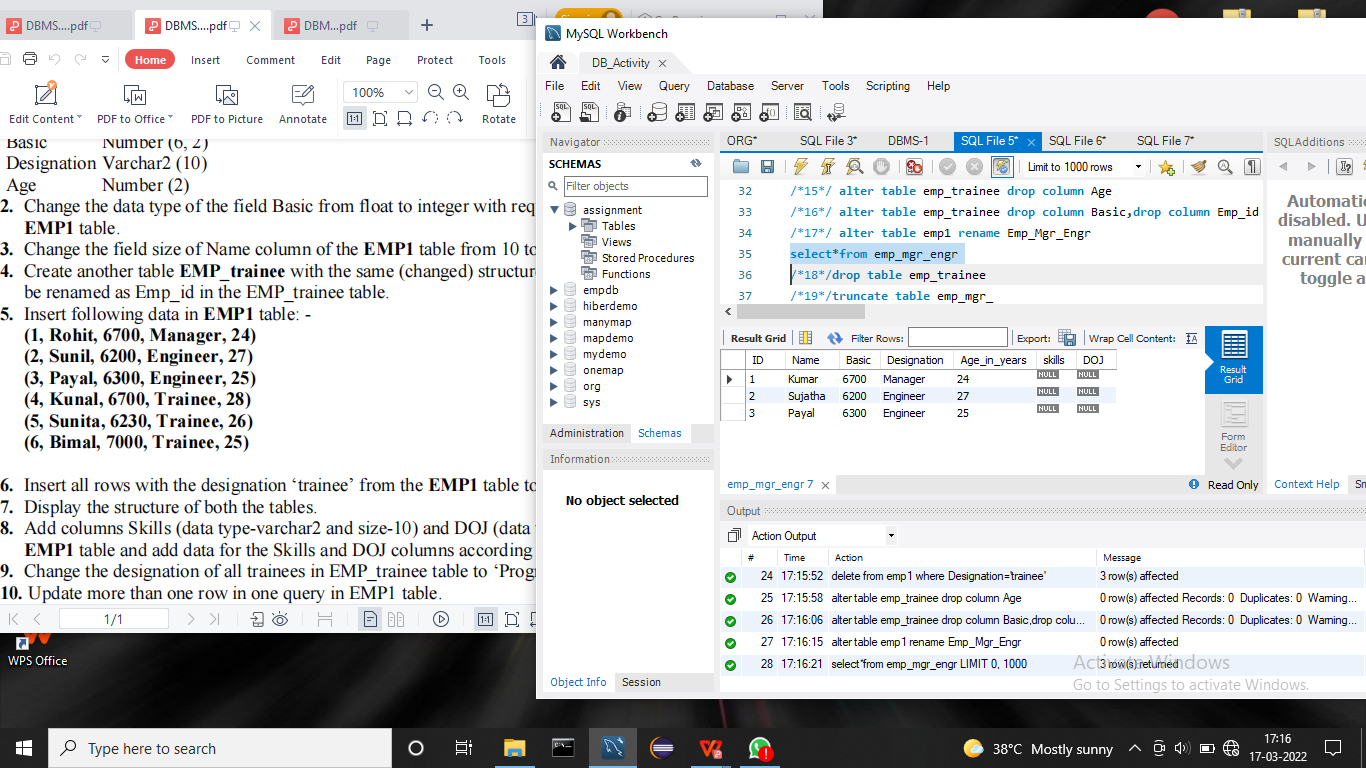 DBMS....pdf
DBMS....pdf
DBM...pdf
3
Home
Insert
Comment
Edit
Page
Protect
Tools
Edit Content
PDF to Office
PDF to Picture
Annotate
100%
1:1
Rotate
Basic Number (6, 2)
Designation Varchar2 (10)
Age Number (2)
2. Change the data type of the field Basic from float to integer with req
EMP1 table.
3. Change the field size of Name column of the EMP1 table from 10 to
4. Create another table EMP_trainee with the same (changed) structur
be renamed as Emp_id in the EMP_trainee table.
5. Insert following data in EMP1 table: -
(1, Rohit, 6700, Manager, 24)
(2, Sunil, 6200, Engineer, 27)
(3, Payal, 6300, Engineer, 25)
(4, Kunal, 6700, Trainee, 28)
(5, Sunita, 6230, Trainee, 26)
(6, Bimal, 7000, Trainee, 25)
6. Insert all rows with the designation ‘trainee’ from the EMP1 table to
7. Display the structure of both the tables.
8. Add columns Skills (data type-varchar2 and size-10) and DOJ (data
EMP1 table and add data for the Skills and DOJ columns according
9. Change the designation of all trainees in EMP_trainee table to ‘Prog
10. Update more than one row in one query in EMP1 table.
1/1
1:1
WPS Office
MySQL Workbench
DB_Activity
File Edit View Query Database Server Tools Scripting Help
Navigator
SCHEMAS
Filter objects
assignment
Tables
Views
Stored Procedures
Functions
empdb
hiberdemo
manymap
mapdemo
mydemo
onemap
org
sys
Administration Schemas
Information
No object selected
Object Info Session
ORG* SQL File 3* DBMS-1 SQL File 5* SQL File 6* SQL File 7*
Limit to 1000 rows
32 /*15*/ alter table emp_trainee drop column Age
33 /*16*/ alter table emp_trainee drop column Basic,drop column Emp_id
34 /*17*/ alter table emp1 rename Emp_Mgr_Engr
35 select*from emp_mgr_engr
36 /*18*/drop table emp_trainee
37 /*19*/truncate table emp_mgr_
Result Grid Filter Rows: Export: Wrap Cell Content:
ID Name Basic Designation Age_in_years skills DOJ
1 Kumar 6700 Manager 24 NULL NULL
2 Sujatha 6200 Engineer 27 NULL NULL
3 Payal 6300 Engineer 25 NULL NULL
Result Grid
Form Editor
emp_mgr_engr 7
Read Only
SQLAdditions
Automatic
disabled. U
manually
current car
toggle a
Context Help Sn
Output
Action Output
# Time Action Message
24 17:15:52 delete from emp1 where Designation='trainee' 3 row(s) affected
25 17:15:58 alter table emp_trainee drop column Age 0 row(s) affected Records: 0 Duplicates: 0 Warning...
26 17:16:06 alter table emp_trainee drop column Basic,drop colu... 0 row(s) affected Records: 0 Duplicates: 0 Warning...
27 17:16:15 alter table emp1 rename Emp_Mgr_Engr 0 row(s) affected
28 17:16:21 select*from emp_mgr_engr LIMIT 0, 1000 3 row(s) returned
Activate Windows
Go to Settings to activate Windows.
Type here to search
38°C Mostly sunny
17:16
17-03-2022